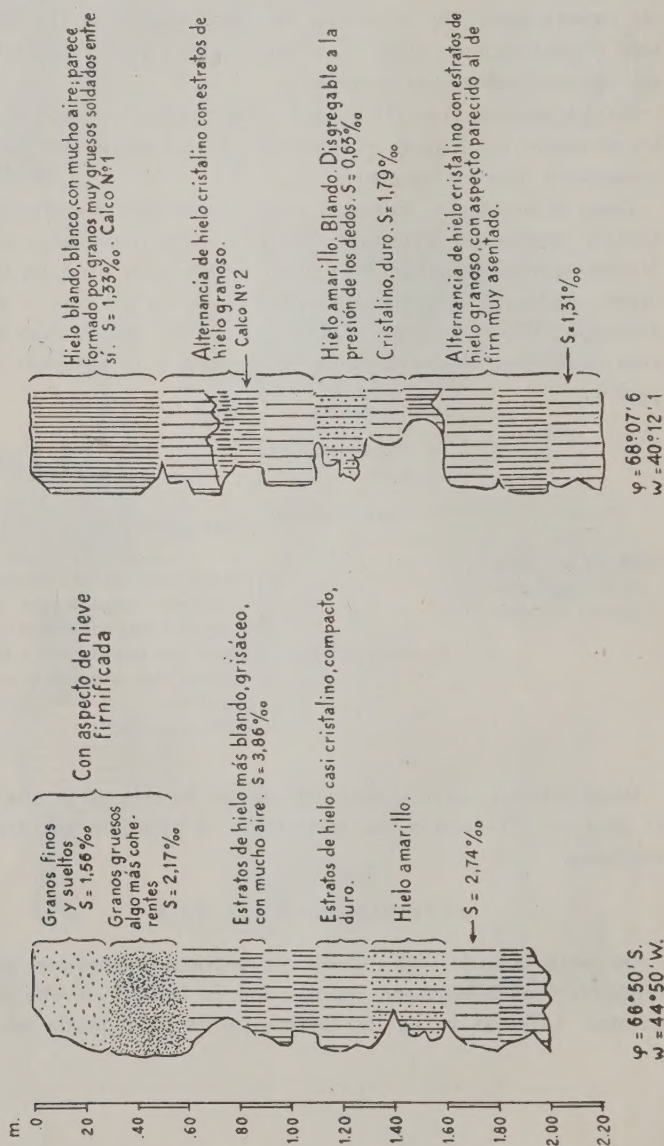 m.
.0
.20
.40
.60
.80
1.00
1.20
1.40
1.60
1.80
2.00
2.20
Granos finos
y sueltos
S = 1,56‰
Granos gruesos
algo más cohe-
rentes
S = 2,17‰
Con aspecto de nieve
firnificada
Estratos de hielo más blando, grisáceo,
con mucho aire. S = 3,86‰
Estratos de hielo casi cristalino, compacto,
duro.
Hielo amarillo.
S = 2,74‰
φ = 66°50' S.
w = 44°50' W.
Hielo blando, blanco, con mucho aire; parece
formado por granos muy gruesos soldados entre
sí. S = 1,33‰. Calco Nº 1
Alternancia de hielo cristalino con estratos de
hielo granoso.
Calco Nº 2
Hielo amarillo. Blando. Disgregable a la
presión de los dedos. S = 0,63‰
Cristalino, duro. S = 1,79‰
Alternancia de hielo cristalino con estratos de
hielo granoso, con aspecto parecido al de
firn muy asentado.
S = 1,31‰
φ = 68°07'6
w = 40°12'1